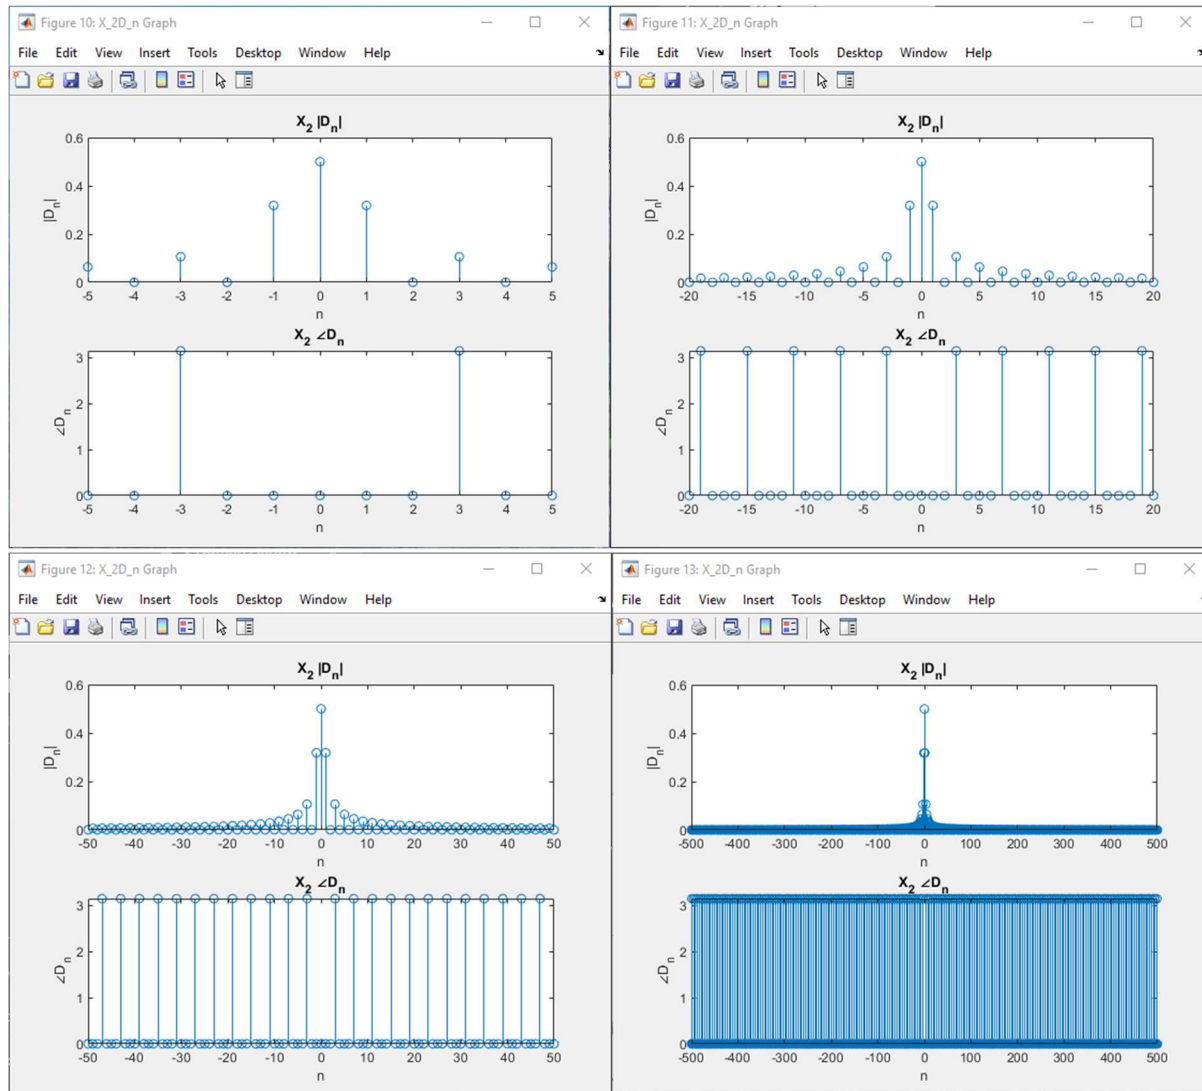 Figure 10: X_2D_n Graph
File Edit View Insert Tools Desktop Window Help
X2 |Dn|
|Dn|
0.6
0.4
0.2
0
-5 -4 -3 -2 -1 0 1 2 3 4 5
n
X2 ∠Dn
∠Dn
3
2
1
0
-5 -4 -3 -2 -1 0 1 2 3 4 5
n
Figure 11: X_2D_n Graph
File Edit View Insert Tools Desktop Window Help
X2 |Dn|
|Dn|
0.6
0.4
0.2
0
-20 -15 -10 -5 0 5 10 15 20
n
X2 ∠Dn
∠Dn
3
2
1
0
-20 -15 -10 -5 0 5 10 15 20
n
Figure 12: X_2D_n Graph
File Edit View Insert Tools Desktop Window Help
X2 |Dn|
|Dn|
0.6
0.4
0.2
0
-50 -40 -30 -20 -10 0 10 20 30 40 50
n
X2 ∠Dn
∠Dn
3
2
1
0
-50 -40 -30 -20 -10 0 10 20 30 40 50
n
Figure 13: X_2D_n Graph
File Edit View Insert Tools Desktop Window Help
X2 |Dn|
|Dn|
0.6
0.4
0.2
0
-500 -400 -300 -200 -100 0 100 200 300 400 500
n
X2 ∠Dn
∠Dn
3
2
1
0
-500 -400 -300 -200 -100 0 100 200 300 400 500
n